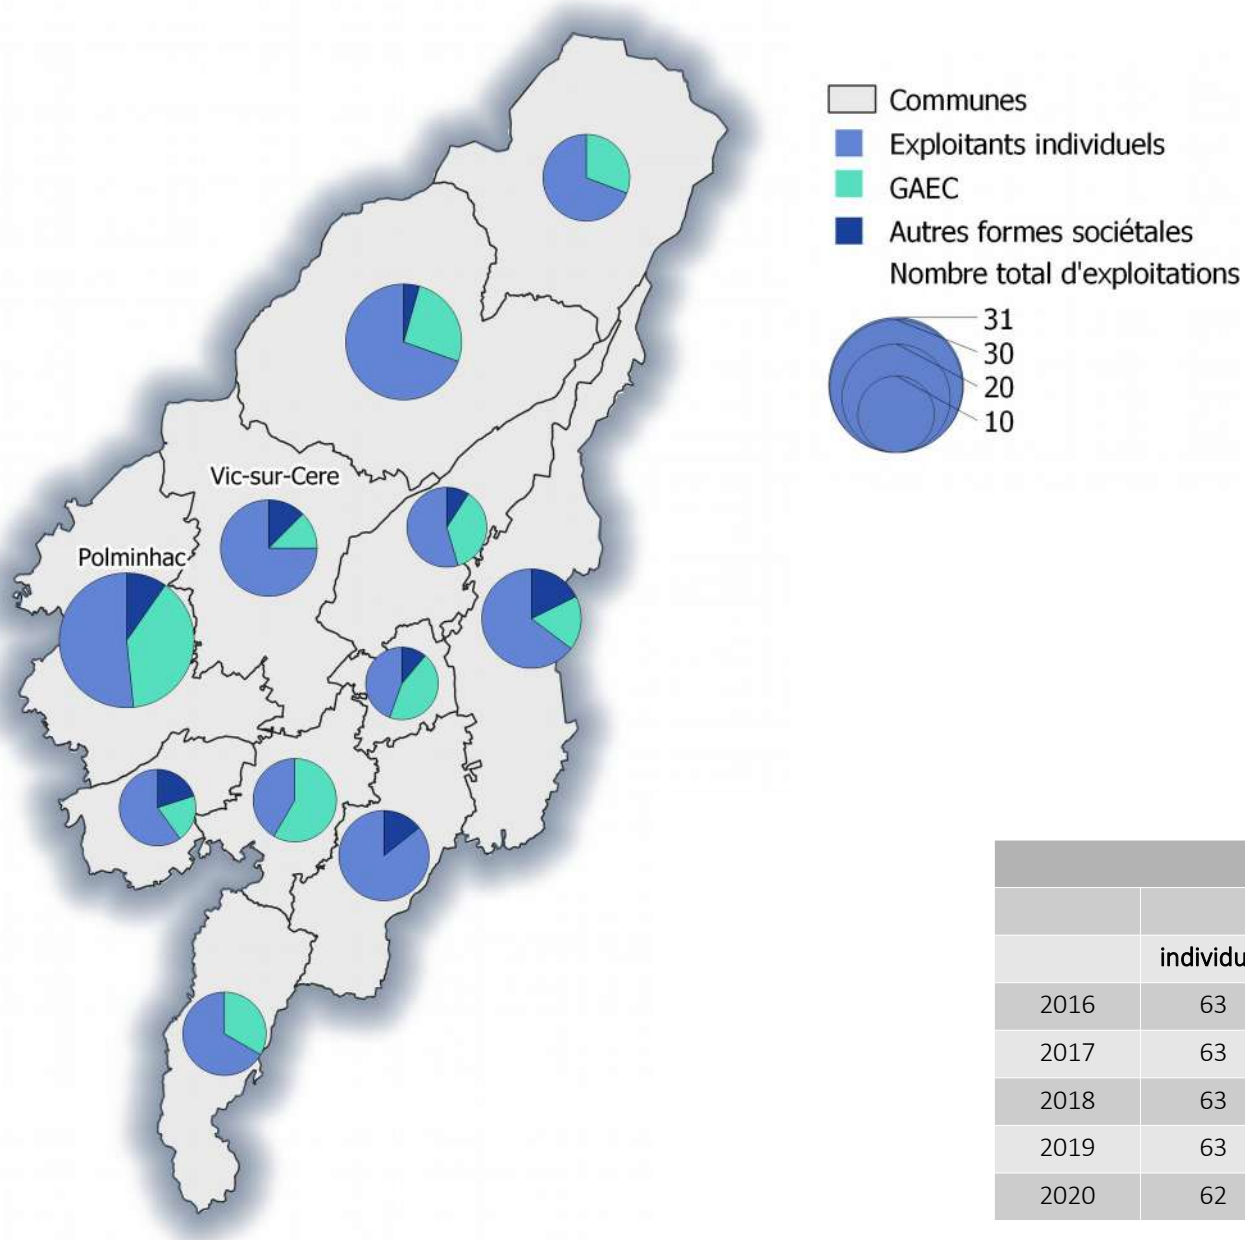 Communes
Exploitants individuels
GAEC
Autres formes sociétales
Nombre total d'exploitations
31
30
20
10
Vic-sur-Cere
Polminhac
individu
2016 63
2017 63
2018 63
2019 63
2020 62